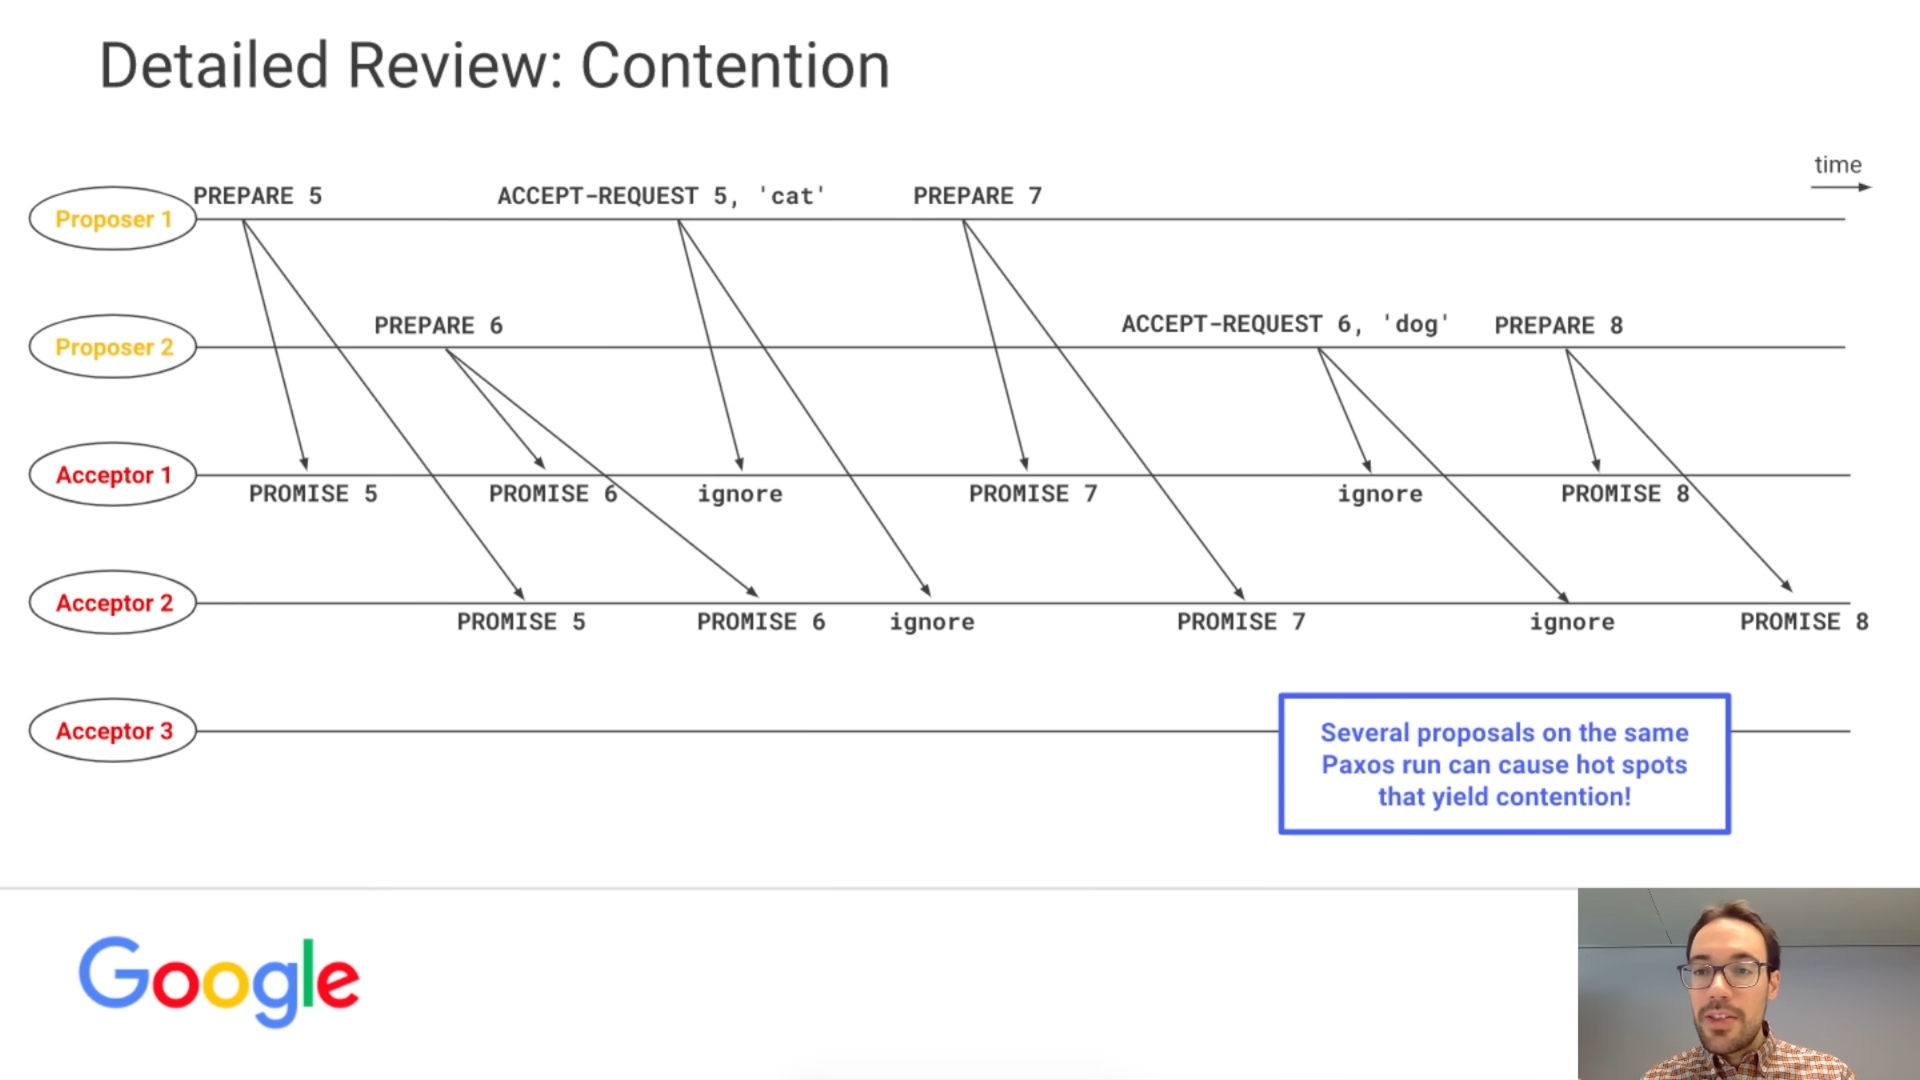 Detailed Review: Contention
time
PREPARE 5
ACCEPT-REQUEST 5, 'cat'
PREPARE 7
Proposer 1
PREPARE 6
ACCEPT-REQUEST 6, 'dog'
PREPARE 8
Proposer 2
Acceptor 1
PROMISE 5
PROMISE 6
ignore
PROMISE 7
ignore
PROMISE 8
Acceptor 2
PROMISE 5
PROMISE 6
ignore
PROMISE 7
ignore
PROMISE 8
Acceptor 3
Several proposals on the same
Paxos run can cause hot spots
that yield contention!
Google